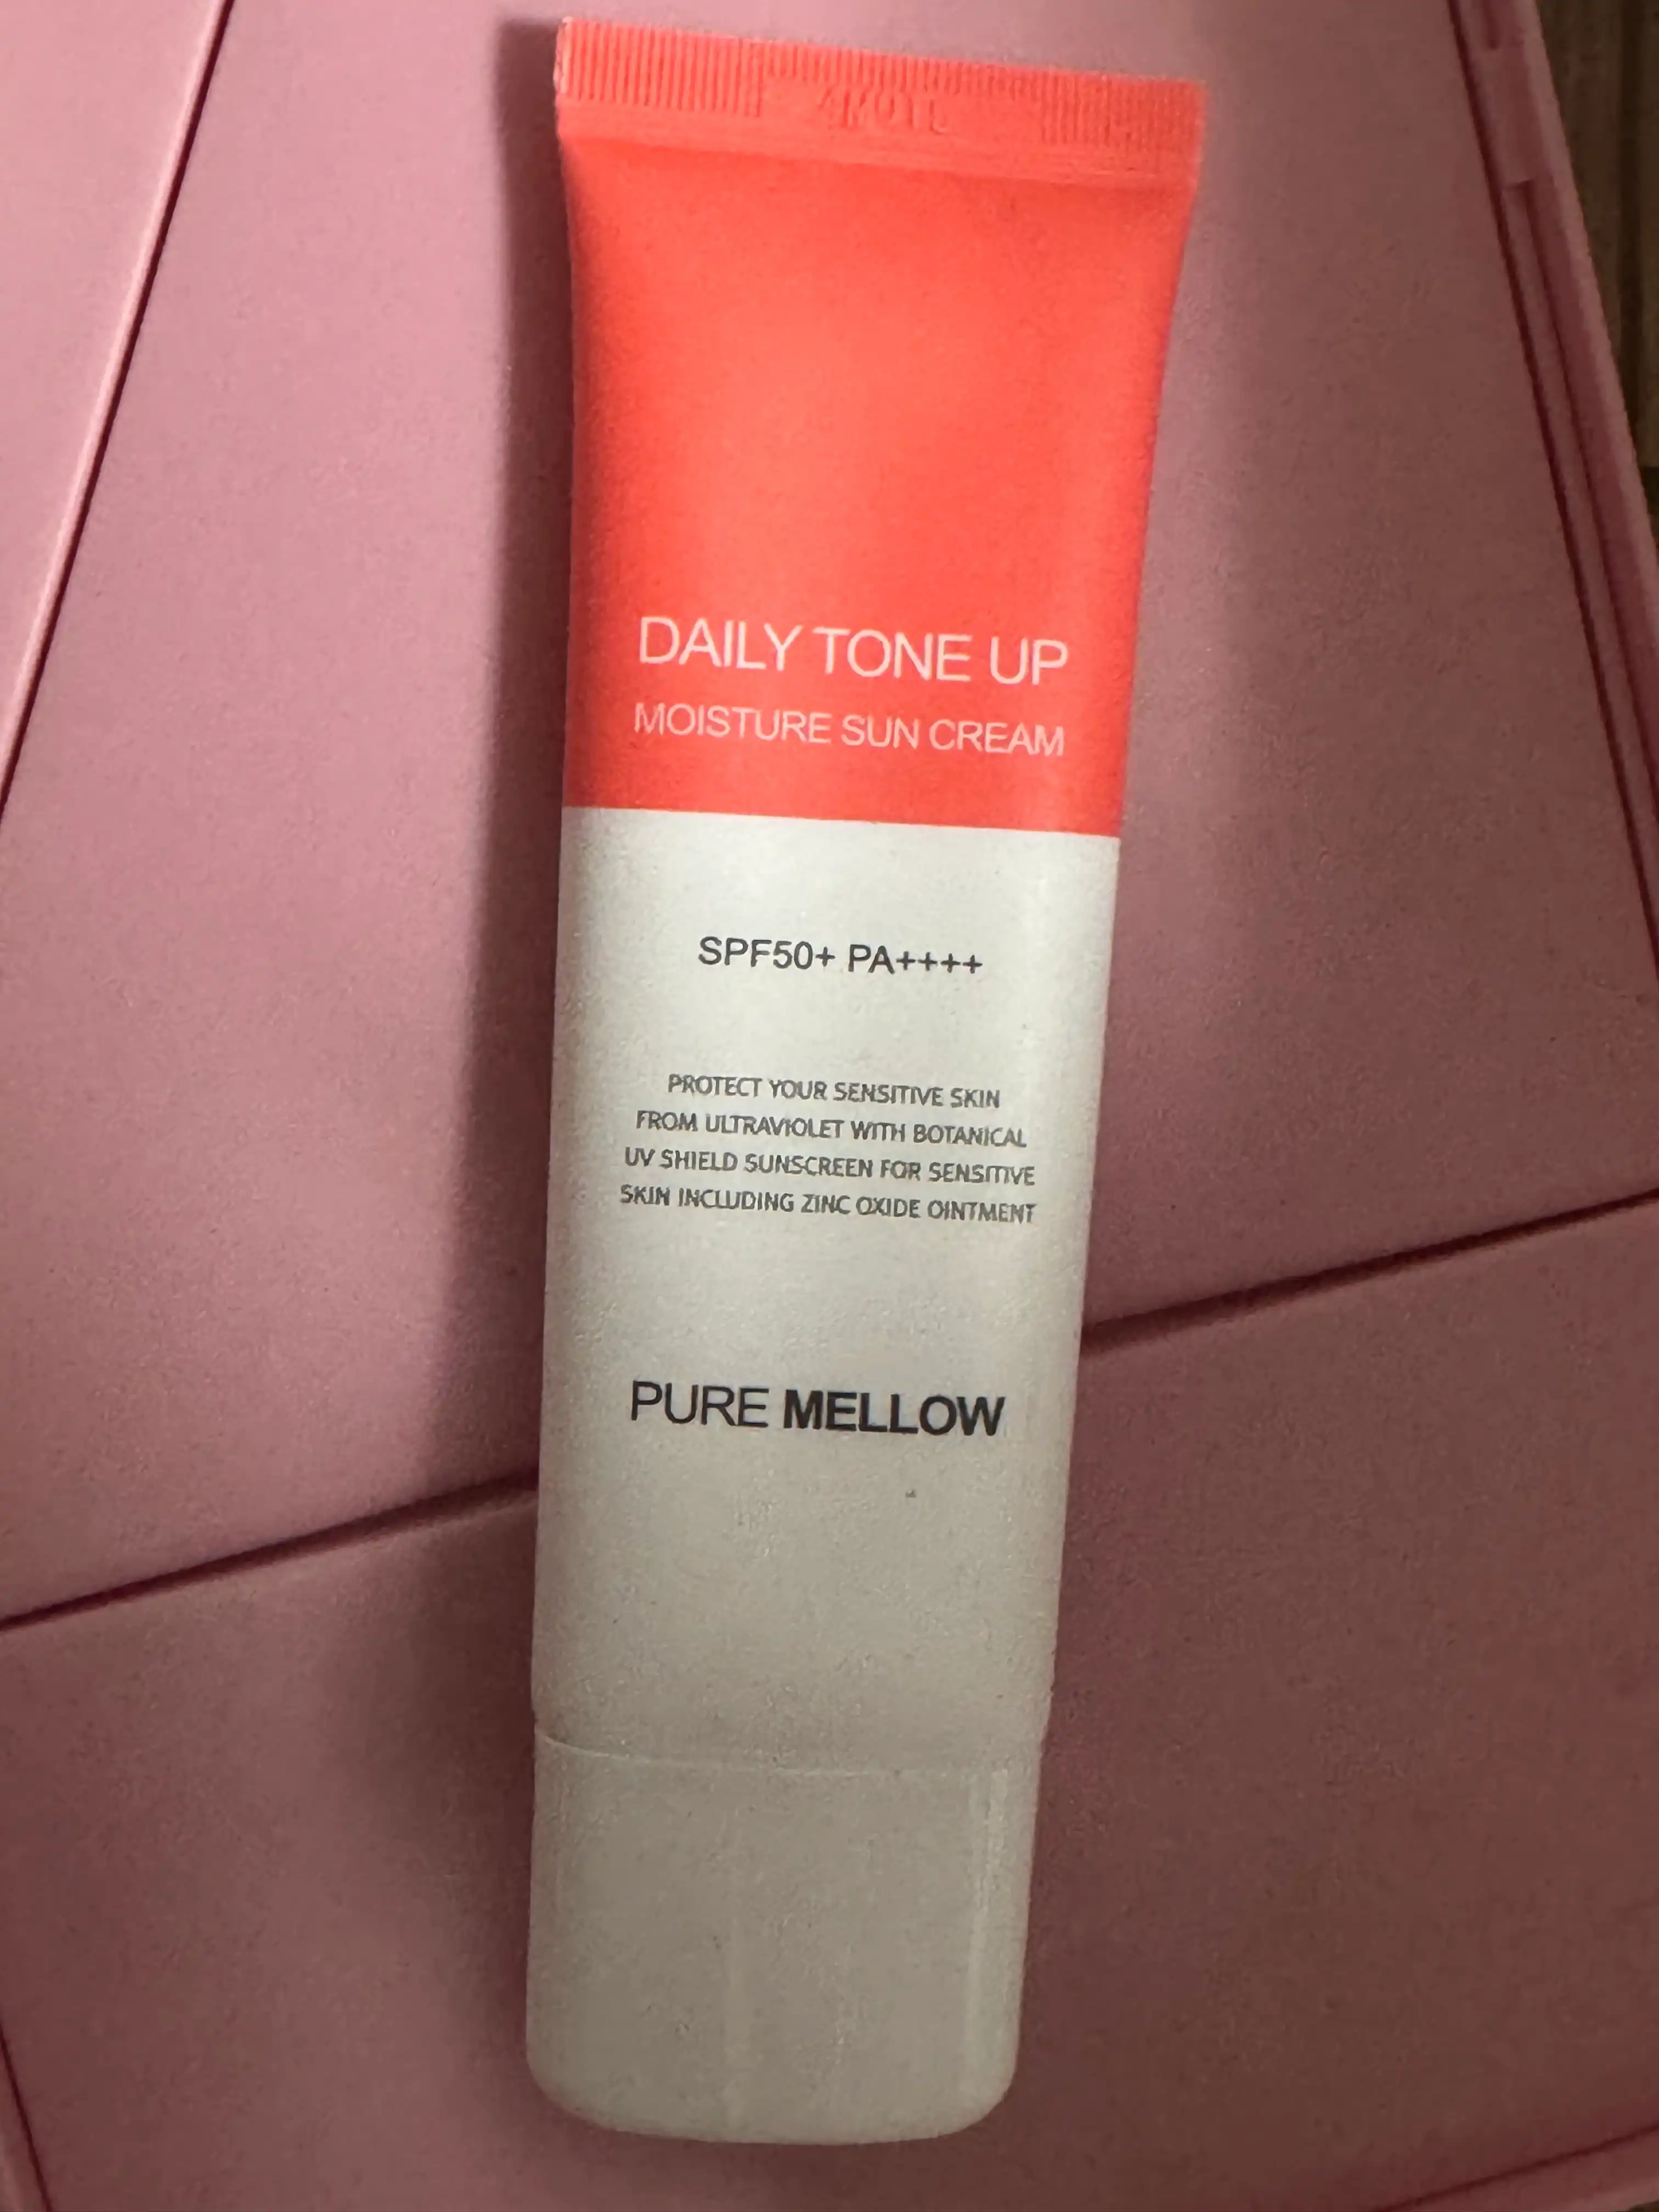 DAILY TONE UP
MOISTURE SUN CREAM
SPF50+ PA++++
PROTECT YOUR SENSITIVE SKIN
FROM ULTRAVIOLET WITH BOTANICAL
UV SHIELD SUNSCREEN FOR SENSITIVE
SKIN INCLUDING ZINC OXIDE OINTMENT
PURE MELLOW